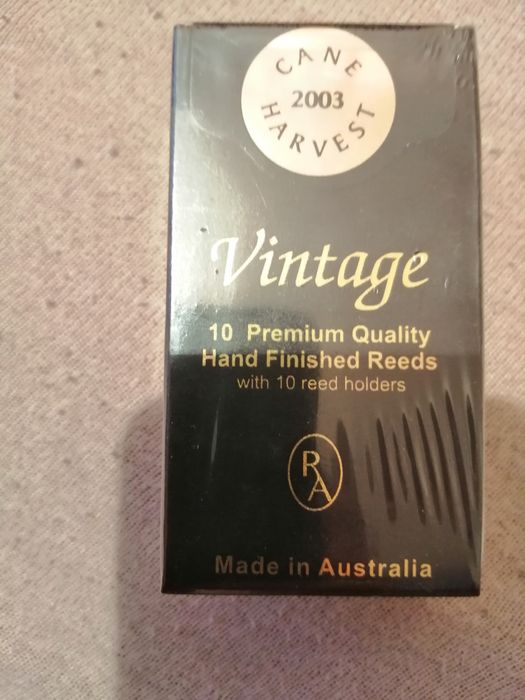 CANE
2003
HARVEST
Vintage
10 Premium Quality
Hand Finished Reeds
with 10 reed holders
RA
Made in Australia